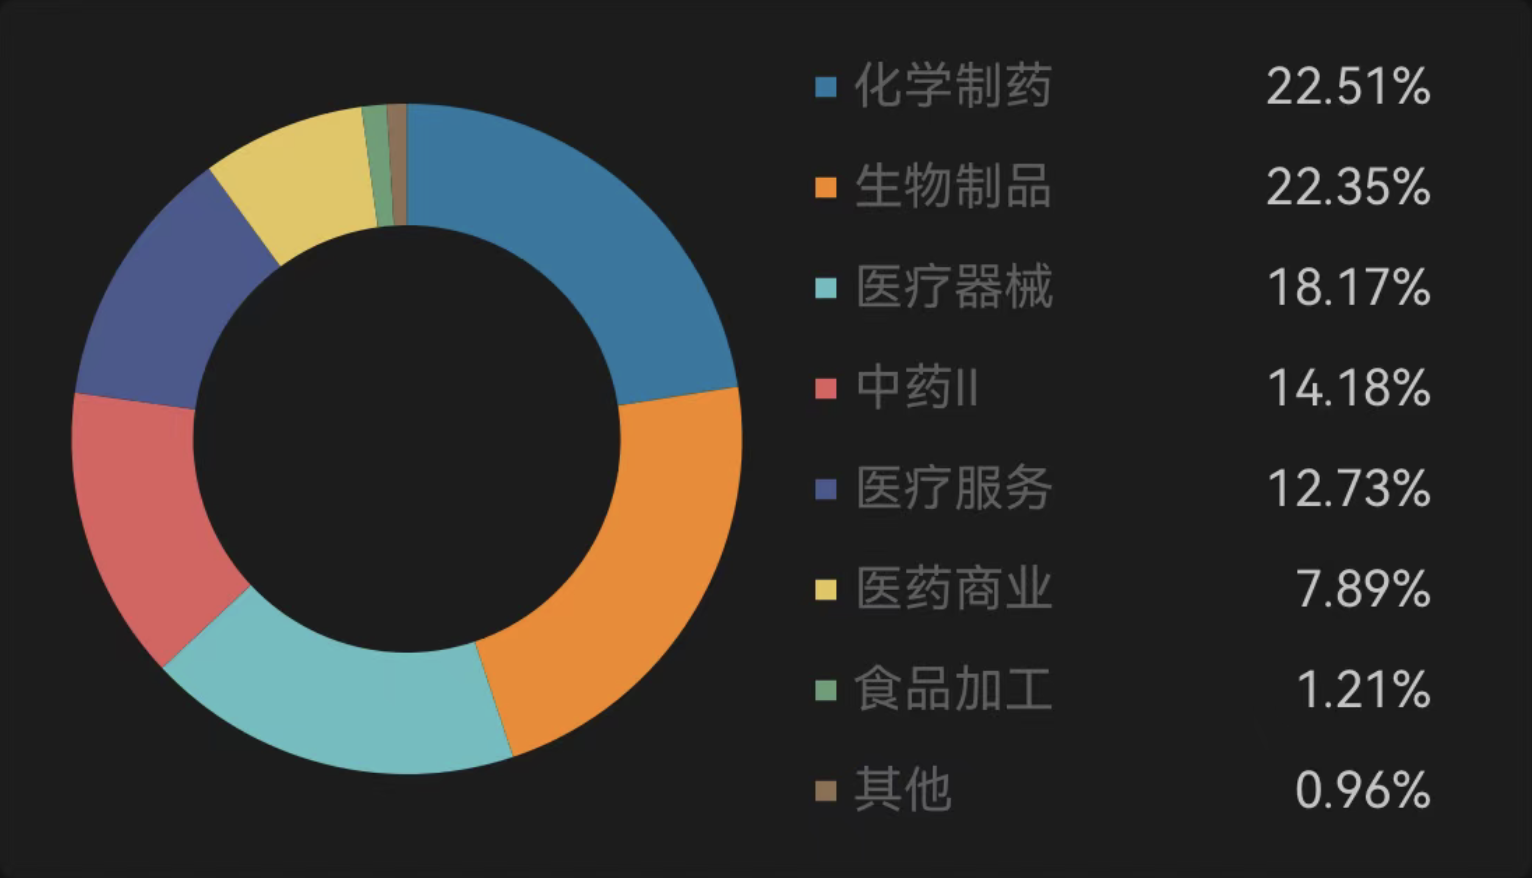 化学制药 22.51%
生物制品 22.35%
医疗器械 18.17%
中药II 14.18%
医疗服务 12.73%
医药商业 7.89%
食品加工 1.21%
其他 0.96%